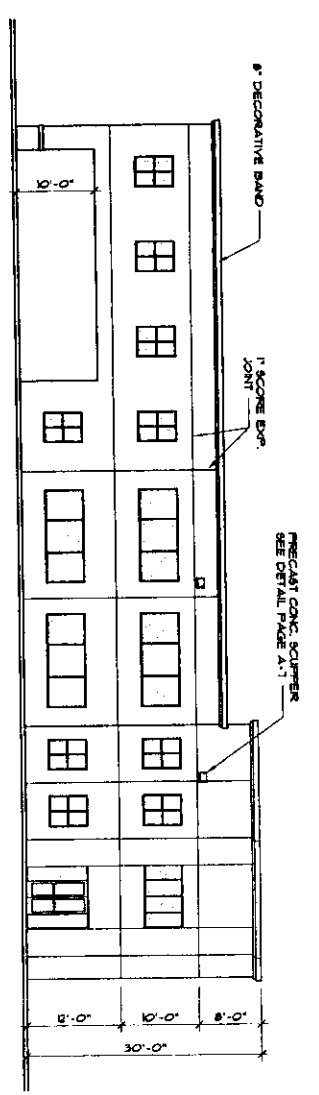 8" DECORATIVE BAND
1" SCORE EXP.
JOINT
PRECAST CONC. SCUPPER
SEE DETAIL PAGE A-7
10'-0"
12'-0"
10'-0"
8'-0"
30'-0"